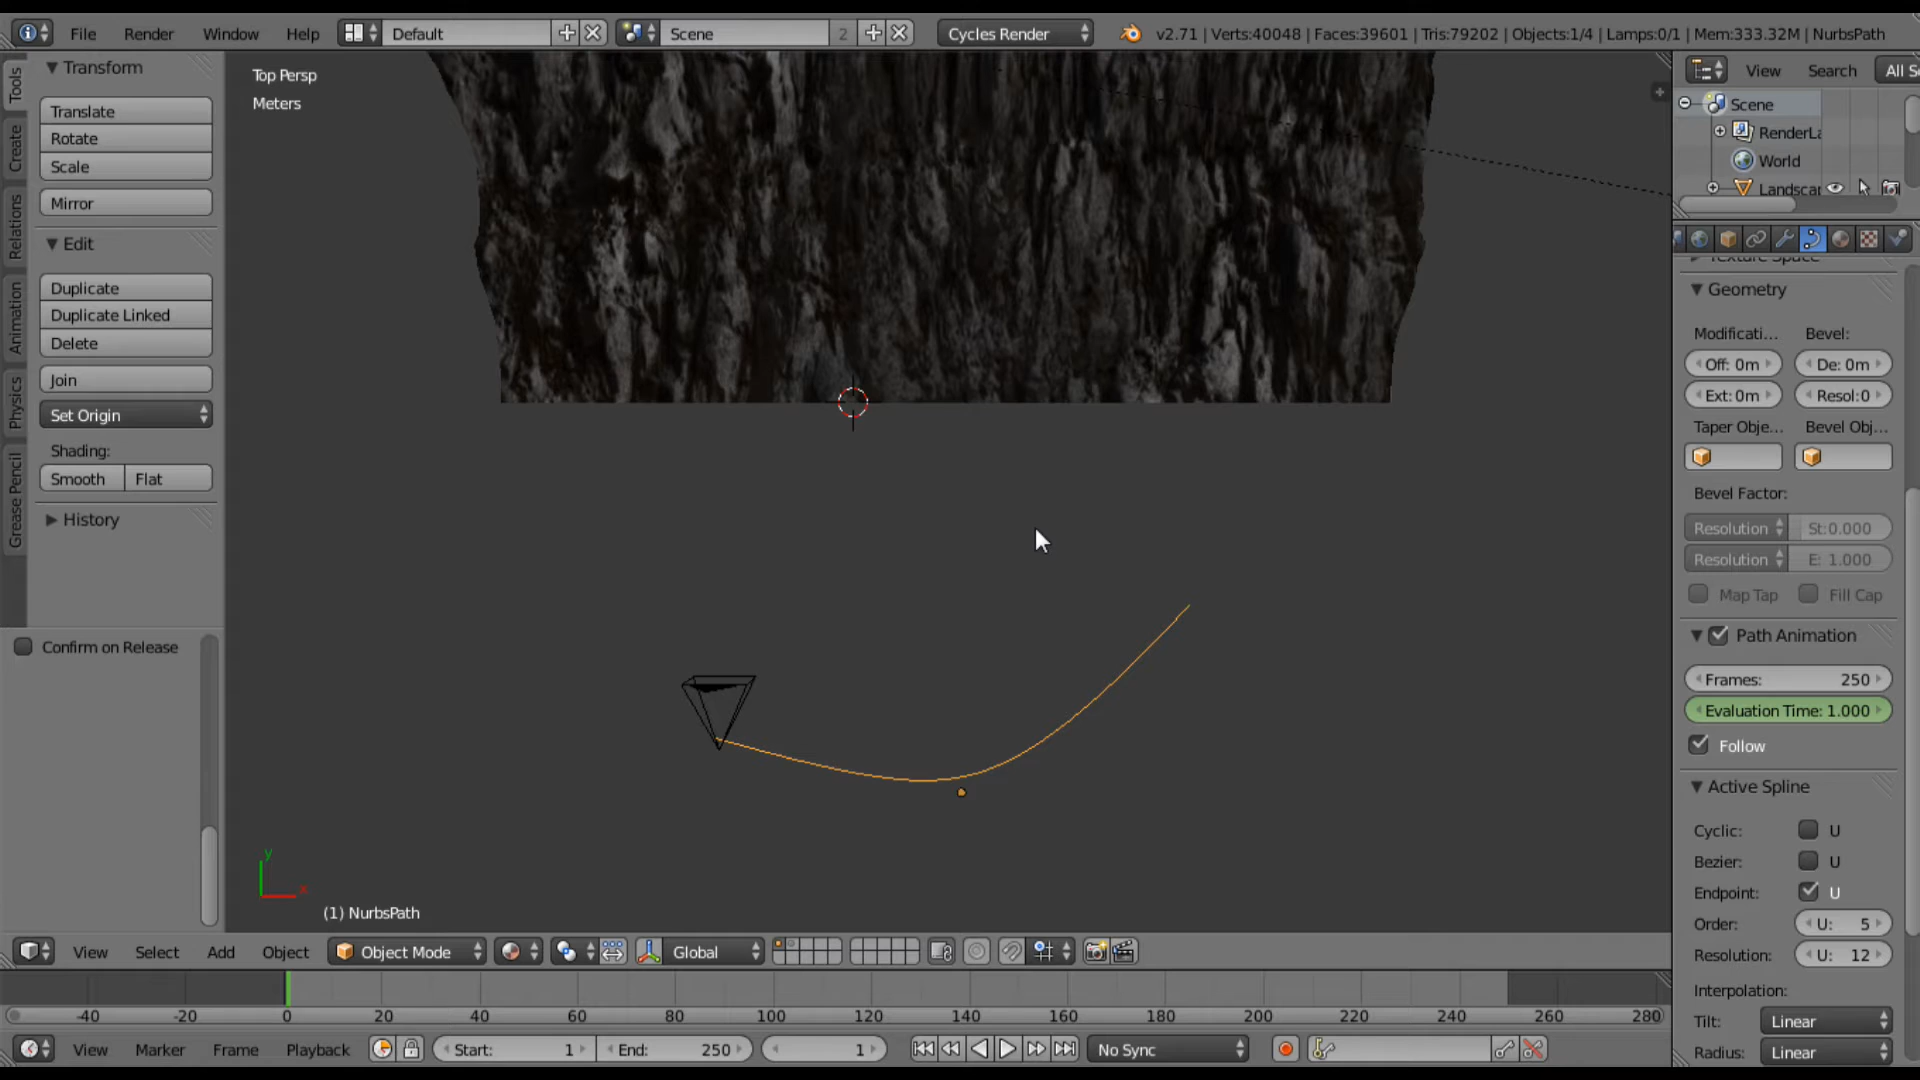 File Render Window Help Default Scene 2 Cycles Render v2.71 | Verts:40048 | Faces:39601 | Tris:79202 | Objects:1/4 | Lamps:0/1 | Mem:333.32M | NurbsPath
Tools
Create
Relations
Animation
Physics
Grease Pencil
Transform
Translate
Rotate
Scale
Mirror
Edit
Duplicate
Duplicate Linked
Delete
Join
Set Origin
Shading:
Smooth Flat
History
Confirm on Release
Top Persp
Meters
y
x
(1) NurbsPath
View Search All Sc
Scene
RenderLa
World
Landscap
Texture Space
Geometry
Modificati... Bevel:
Off: 0m De: 0m
Ext: 0m Resol:0
Taper Obje... Bevel Obj...
Bevel Factor:
Resolution St:0.000
Resolution E: 1.000
Map Tap Fill Cap
Path Animation
Frames: 250
Evaluation Time: 1.000
Follow
Active Spline
Cyclic: U
Bezier: U
Endpoint: U
Order: U: 5
Resolution: U: 12
Interpolation:
Tilt: Linear
Radius: Linear
View Select Add Object Object Mode Global
-40 -20 0 20 40 60 80 100 120 140 160 180 200 220 240 260 280
View Marker Frame Playback Start: 1 End: 250 1 No Sync